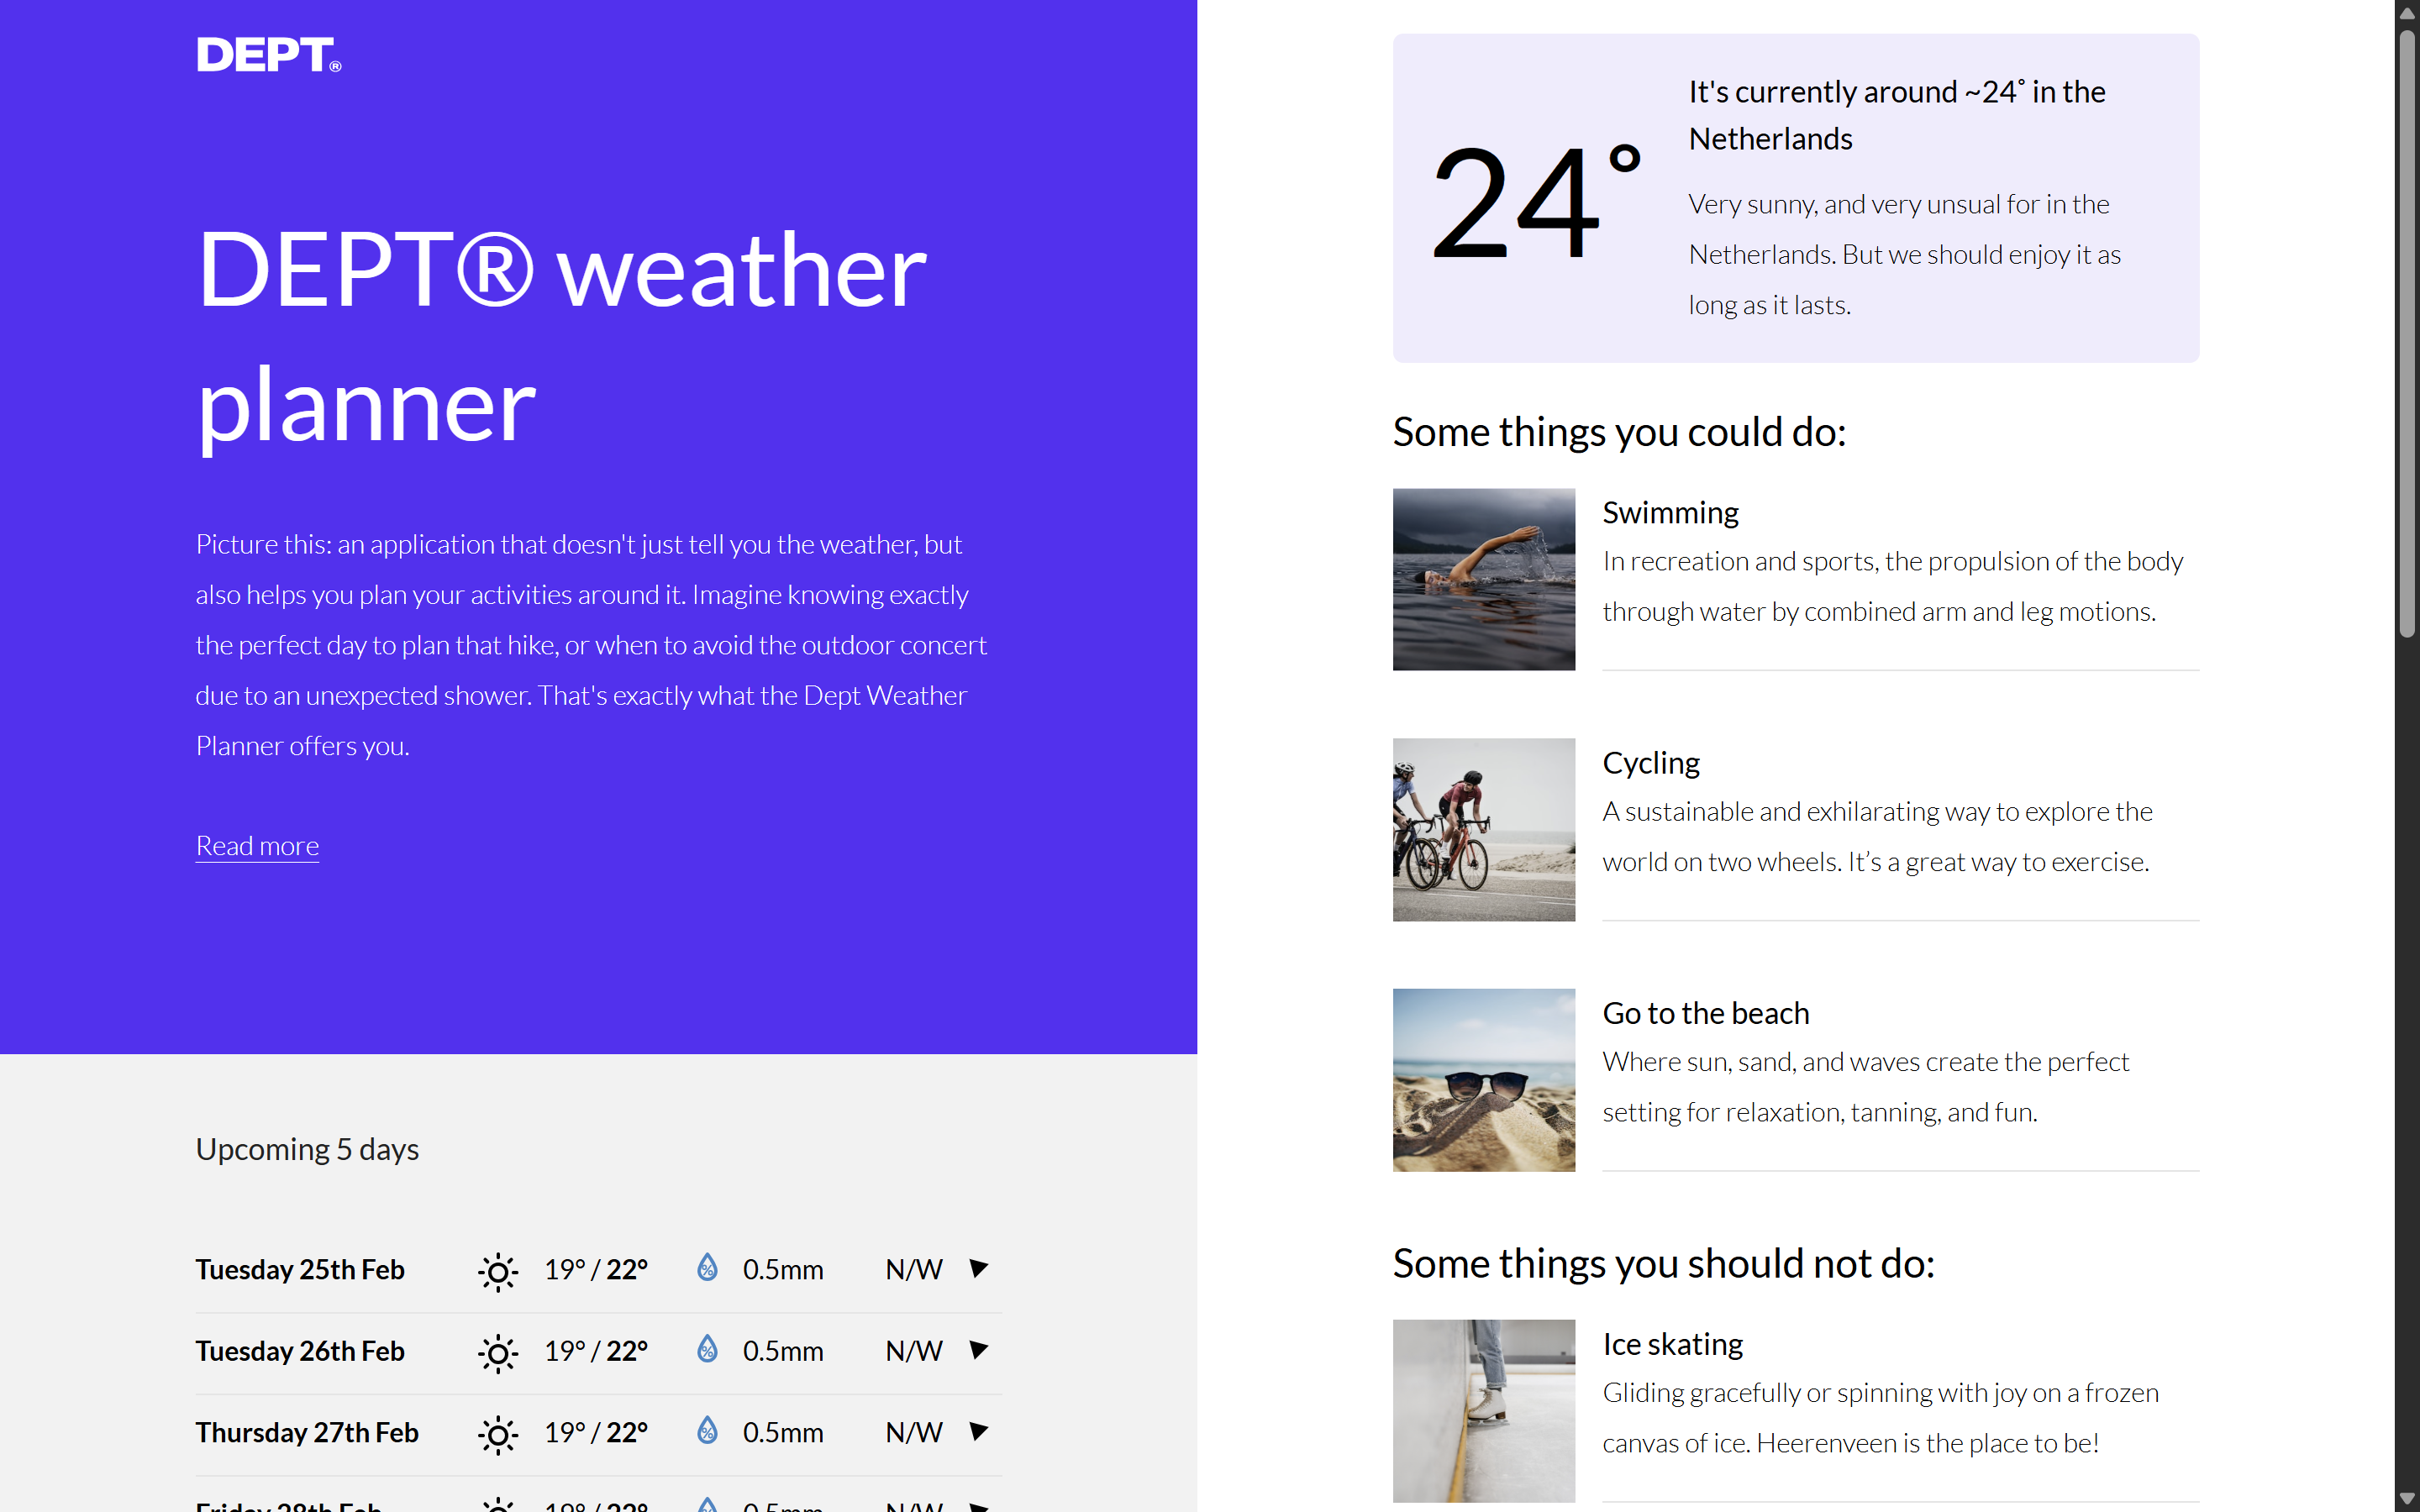 DEPT®
DEPT® weather
planner
Picture this: an application that doesn't just tell you the weather, but
also helps you plan your activities around it. Imagine knowing exactly
the perfect day to plan that hike, or when to avoid the outdoor concert
due to an unexpected shower. That's exactly what the Dept Weather
Planner offers you.
Read more
Upcoming 5 days
Tuesday 25th Feb 19° / 22° % 0.5mm N/W
Tuesday 26th Feb 19° / 22° % 0.5mm N/W
Thursday 27th Feb 19° / 22° % 0.5mm N/W
Friday 28th Feb 19° / 22° 0.5mm N/W
24°
It's currently around ~24° in the
Netherlands
Very sunny, and very unsual for in the
Netherlands. But we should enjoy it as
long as it lasts.
Some things you could do:
Swimming
In recreation and sports, the propulsion of the body
through water by combined arm and leg motions.
Cycling
A sustainable and exhilarating way to explore the
world on two wheels. It’s a great way to exercise.
Go to the beach
Where sun, sand, and waves create the perfect
setting for relaxation, tanning, and fun.
Some things you should not do:
Ice skating
Gliding gracefully or spinning with joy on a frozen
canvas of ice. Heerenveen is the place to be!